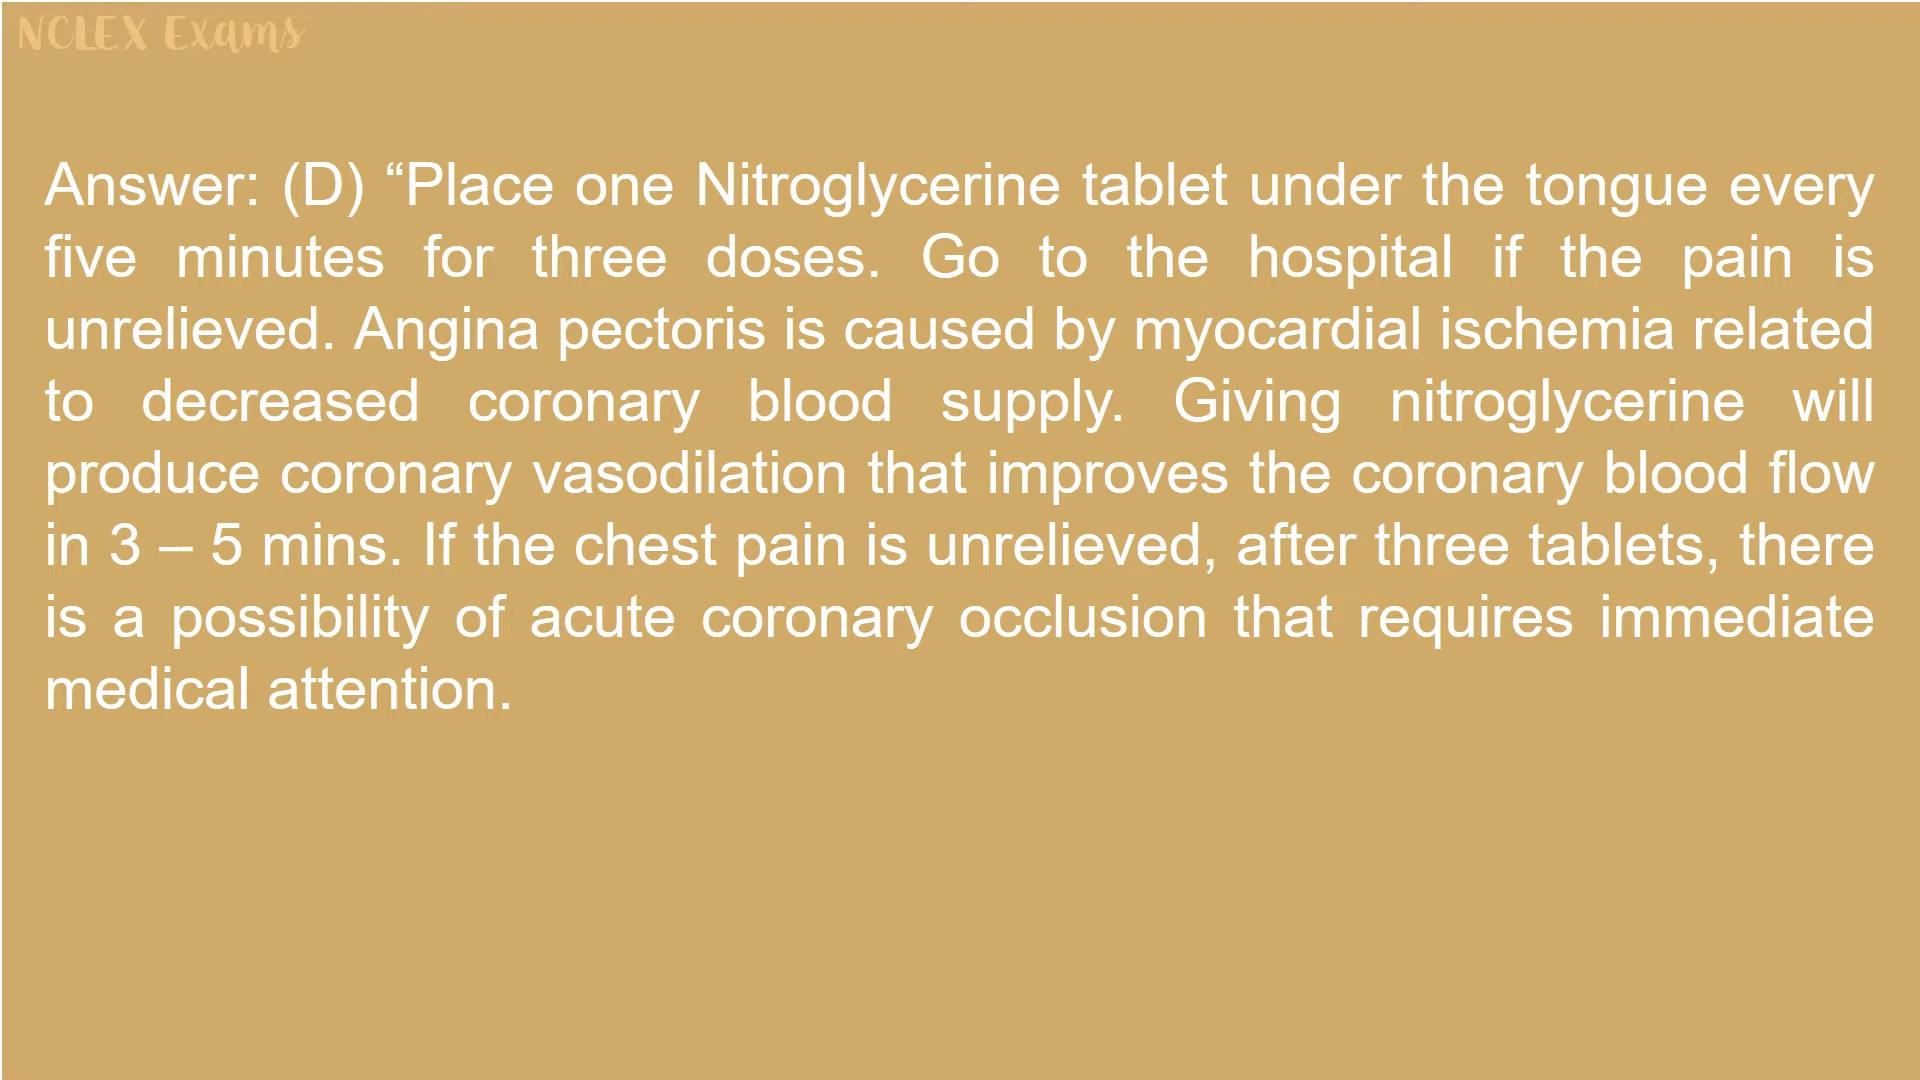 NCLEX Exams
Answer: (D) “Place one Nitroglycerine tablet under the tongue every
five minutes for three doses. Go to the hospital if the pain is
unrelieved. Angina pectoris is caused by myocardial ischemia related
to decreased coronary blood supply. Giving nitroglycerine will
produce coronary vasodilation that improves the coronary blood flow
in 3 – 5 mins. If the chest pain is unrelieved, after three tablets, there
is a possibility of acute coronary occlusion that requires immediate
medical attention.